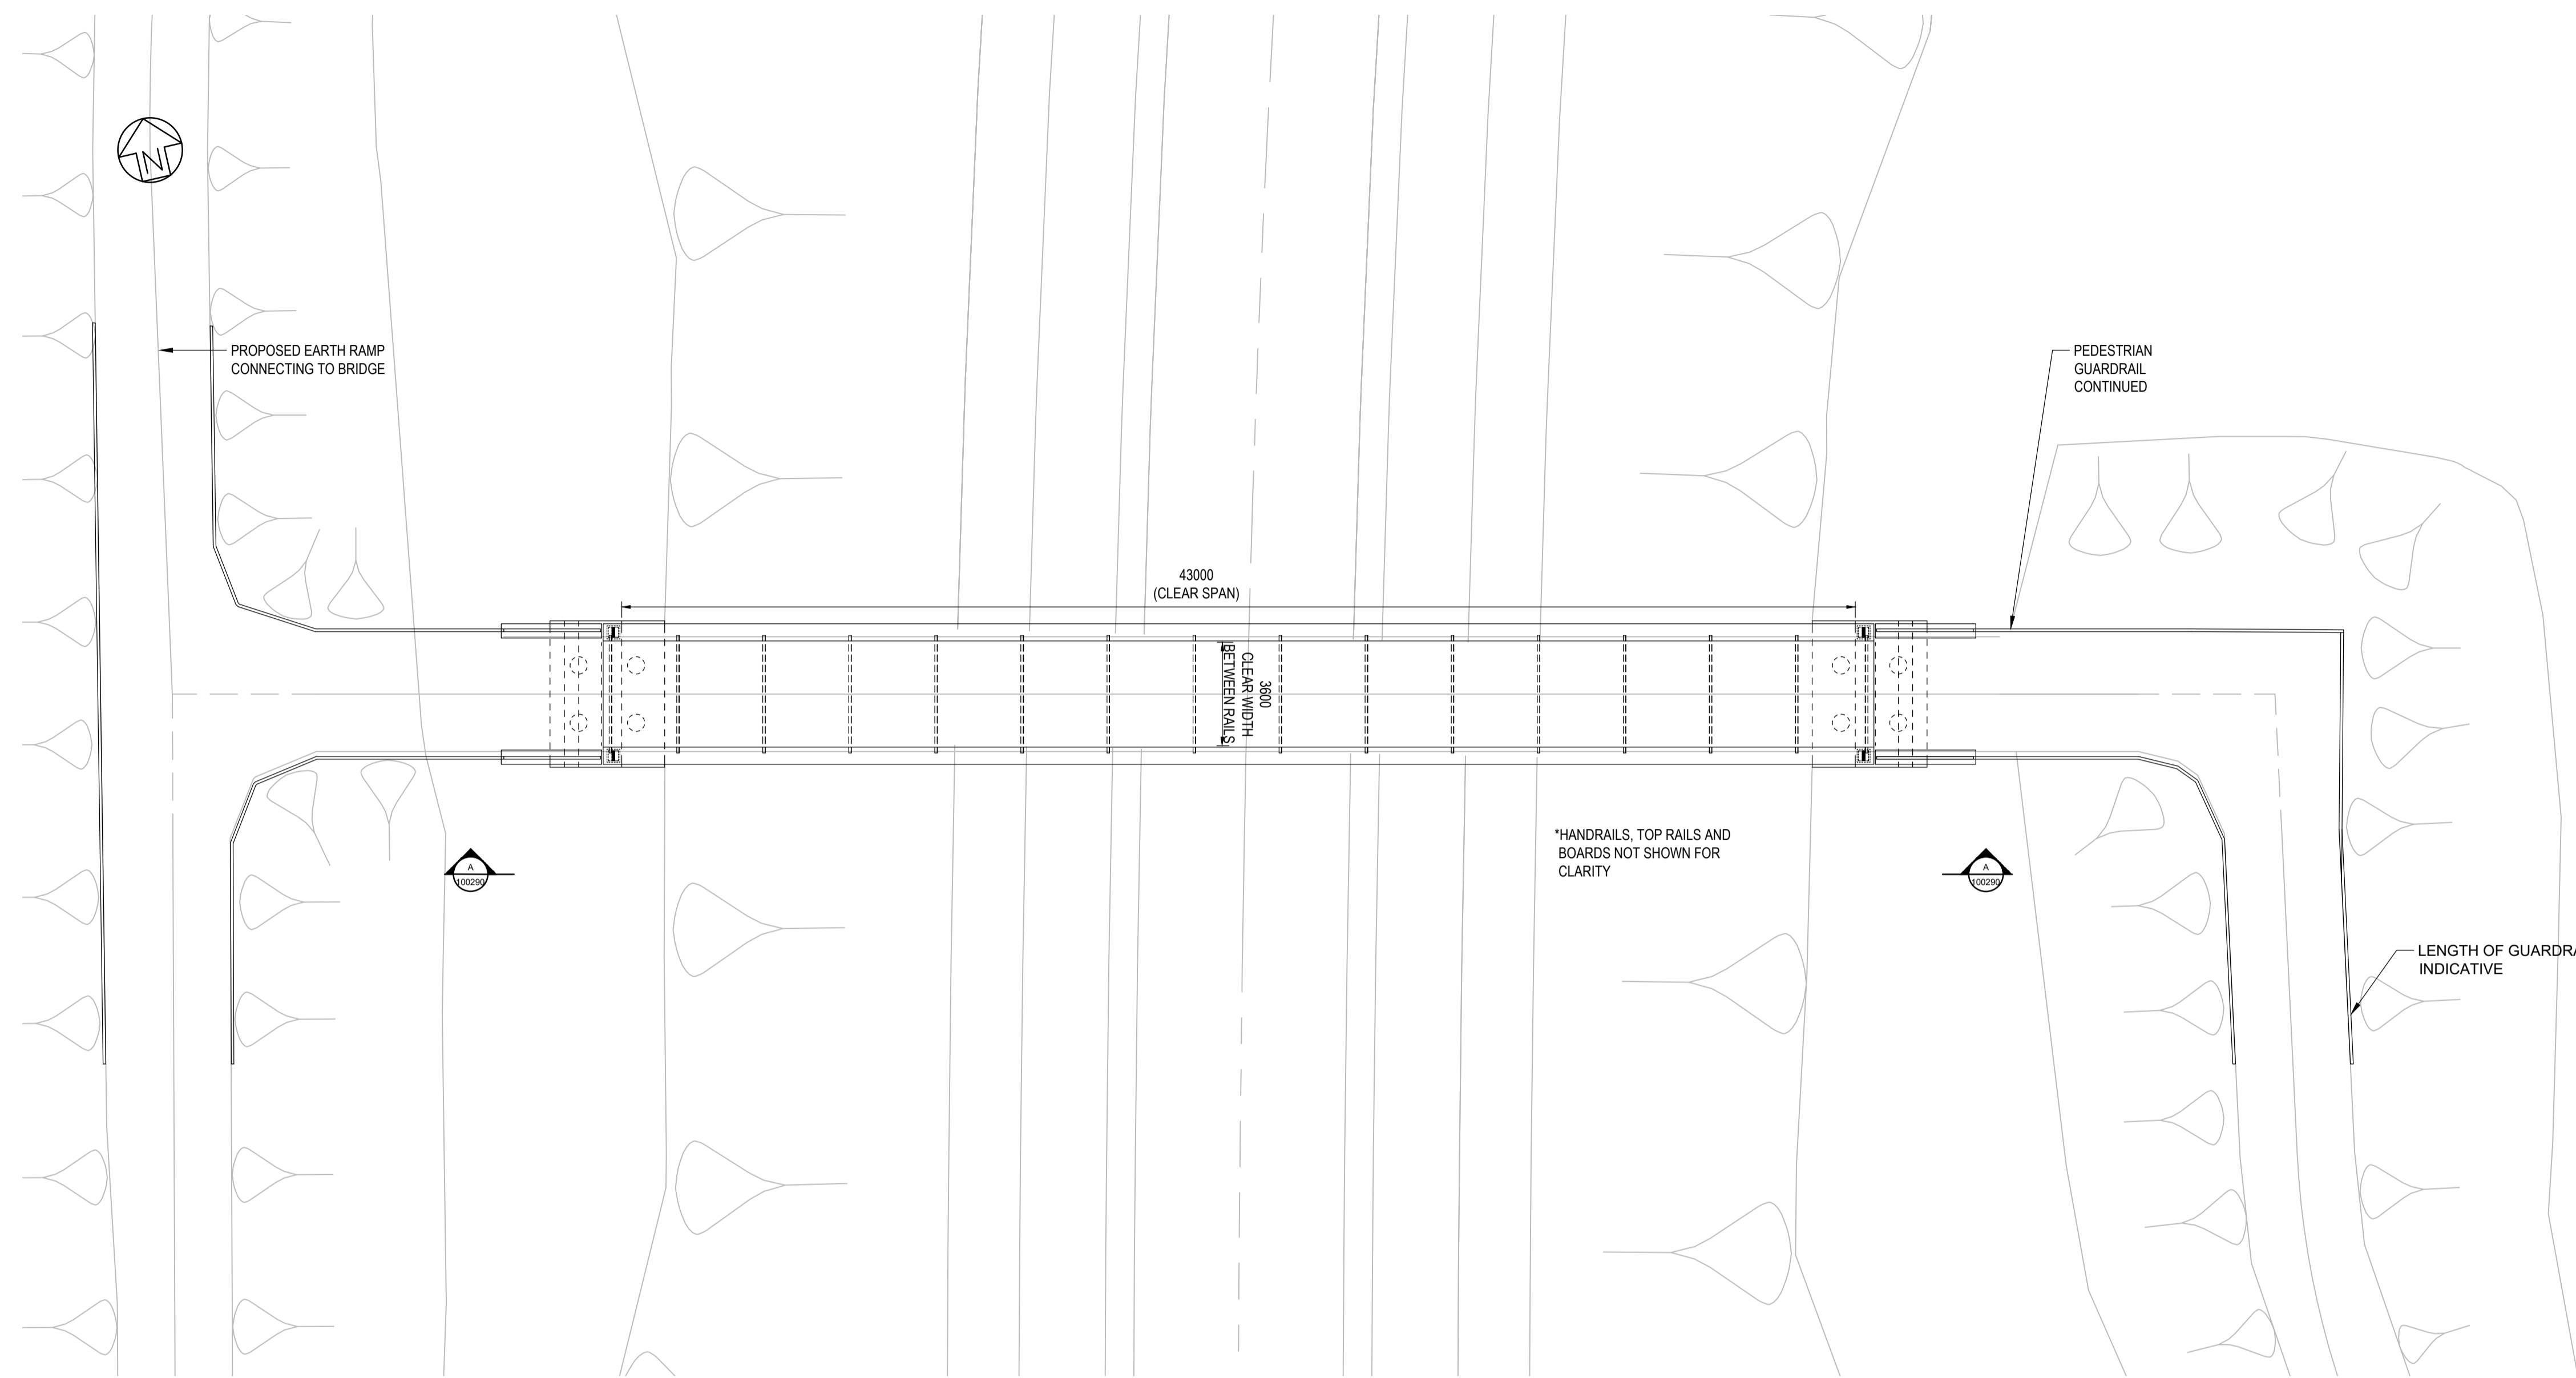 N
PROPOSED EARTH RAMP
CONNECTING TO BRIDGE
PEDESTRIAN
GUARDRAIL
CONTINUED
43000
(CLEAR SPAN)
3600
CLEAR WIDTH
BETWEEN RAILS
*HANDRAILS, TOP RAILS AND
BOARDS NOT SHOWN FOR
CLARITY
A
100290
A
100290
LENGTH OF GUARDRA
INDICATIVE